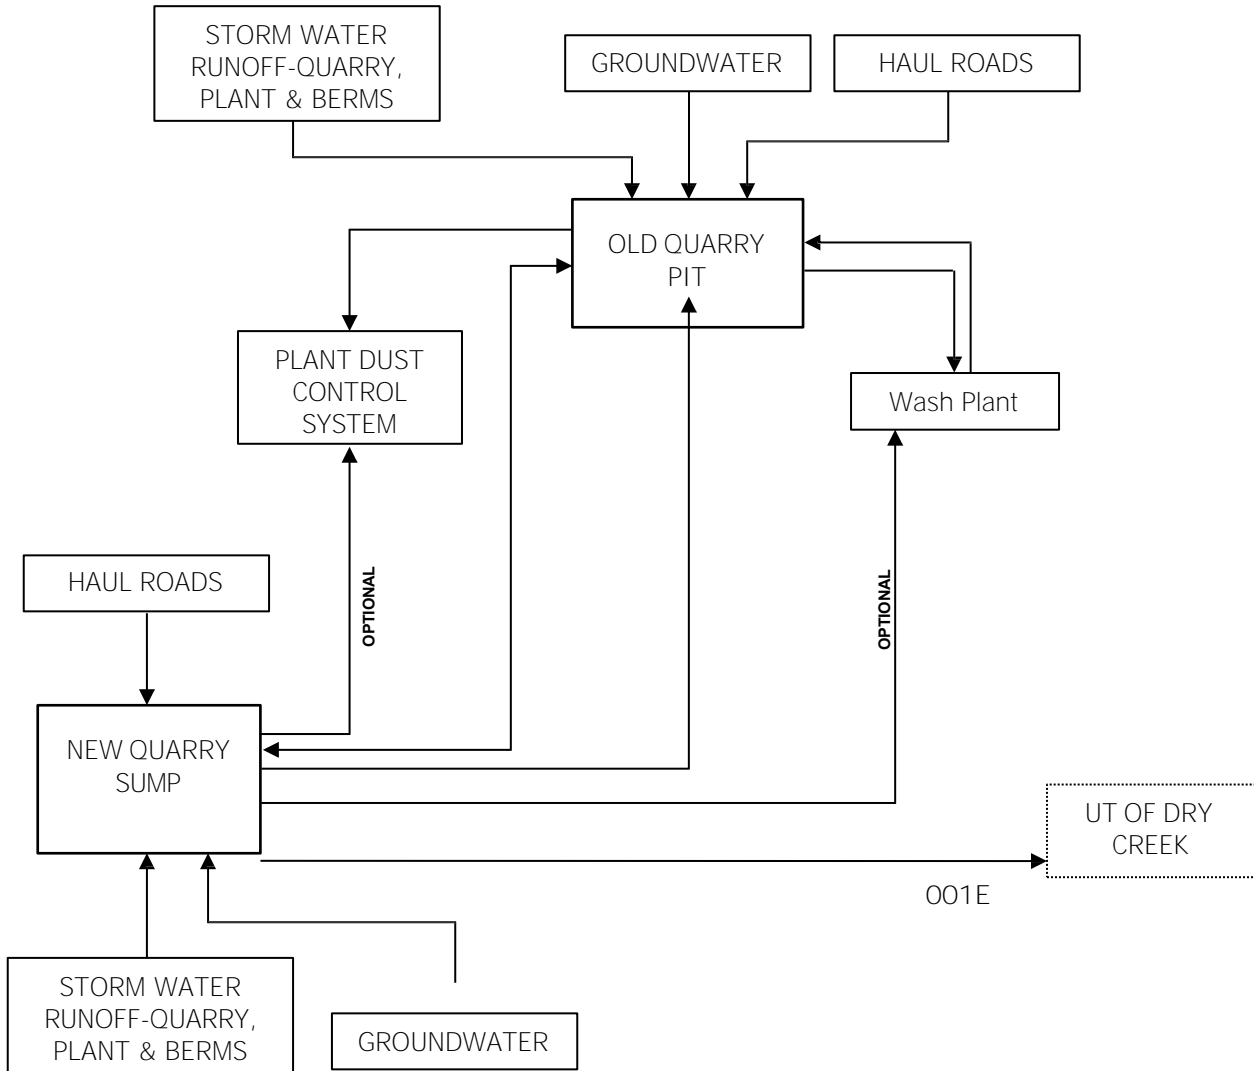 STORM WATER
RUNOFF-QUARRY,
PLANT & BERMS
GROUNDWATER
HAUL ROADS
OLD QUARRY
PIT
PLANT DUST
CONTROL
SYSTEM
Wash Plant
HAUL ROADS
OPTIONAL
OPTIONAL
NEW QUARRY
SUMP
UT OF DRY
CREEK
001E
STORM WATER
RUNOFF-QUARRY,
PLANT & BERMS
GROUNDWATER